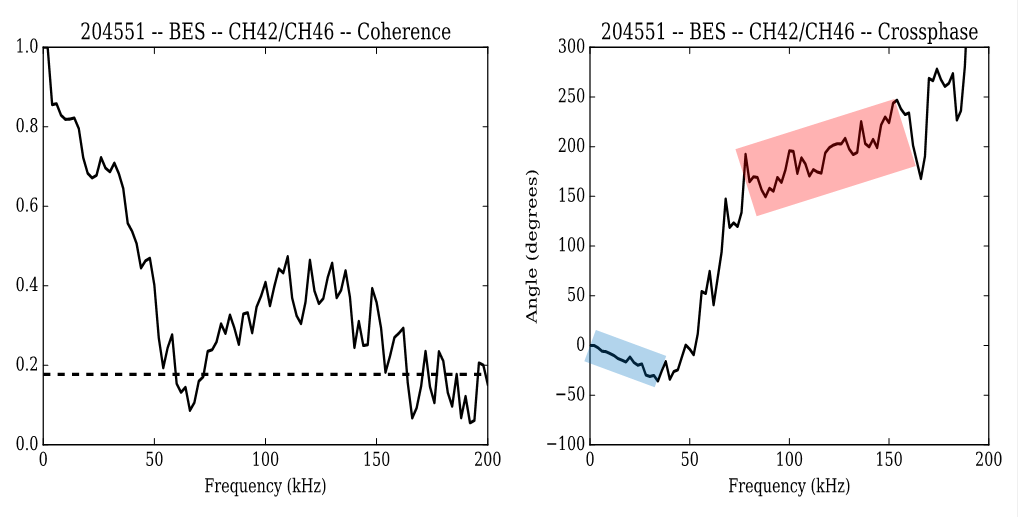 204551 -- BES -- CH42/CH46 -- Coherence
1.0
0.8
0.6
0.4
0.2
0.0
0 50 100 150 200
Frequency (kHz)
204551 -- BES -- CH42/CH46 -- Crossphase
Angle (degrees)
300
250
200
150
100
50
0
−50
−100
0 50 100 150 200
Frequency (kHz)